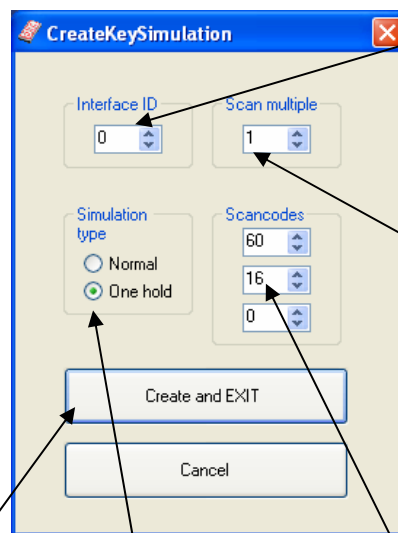 CreateKeySimulation
Interface ID
Scan multiple
0
1
Simulation
type
Scancodes
Normal
One hold
60
16
0
Create and EXIT
Cancel